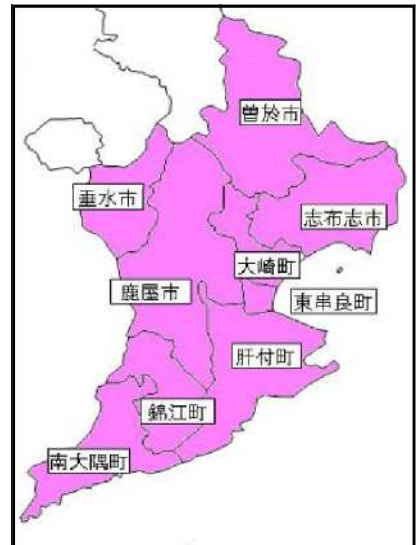 曽於市
垂水市
志布志市
大崎町
鹿屋市
東串良町
肝付町
錦江町
南大隅町